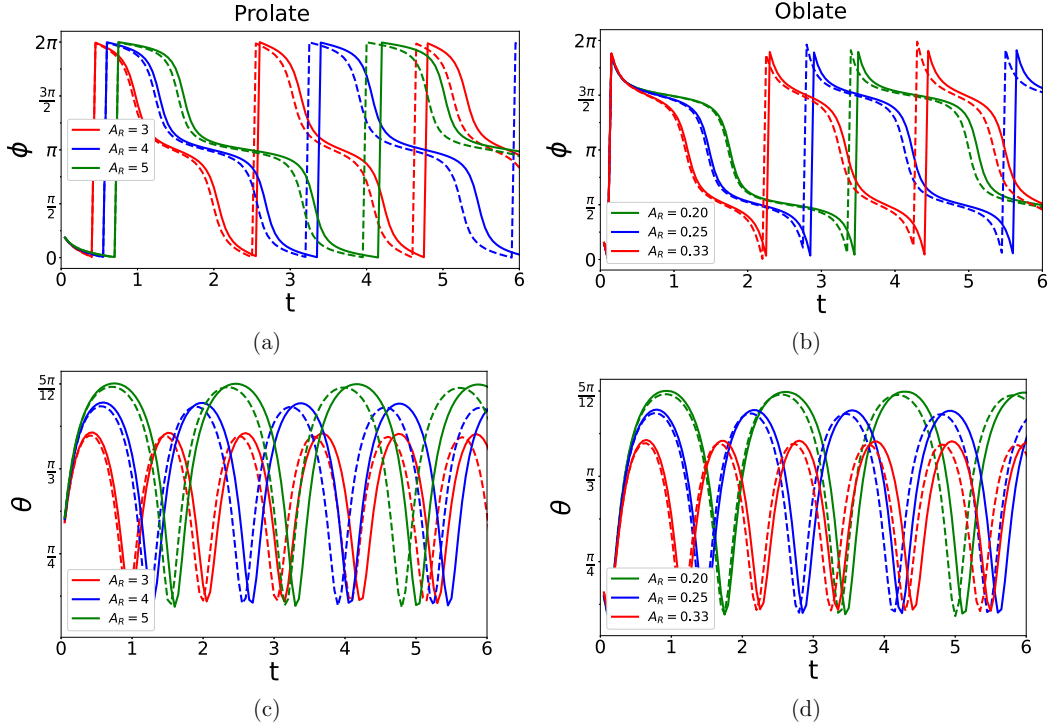 Prolate
Oblate
2π
3π/2
π
π/2
0
ϕ
A_R = 3
A_R = 4
A_R = 5
0 1 2 3 4 5 6
t
(a)
2π
3π/2
π
π/2
0
ϕ
A_R = 0.20
A_R = 0.25
A_R = 0.33
0 1 2 3 4 5 6
t
(b)
5π/12
π/3
π/4
θ
A_R = 3
A_R = 4
A_R = 5
0 1 2 3 4 5 6
t
(c)
5π/12
π/3
π/4
θ
A_R = 0.20
A_R = 0.25
A_R = 0.33
0 1 2 3 4 5 6
t
(d)